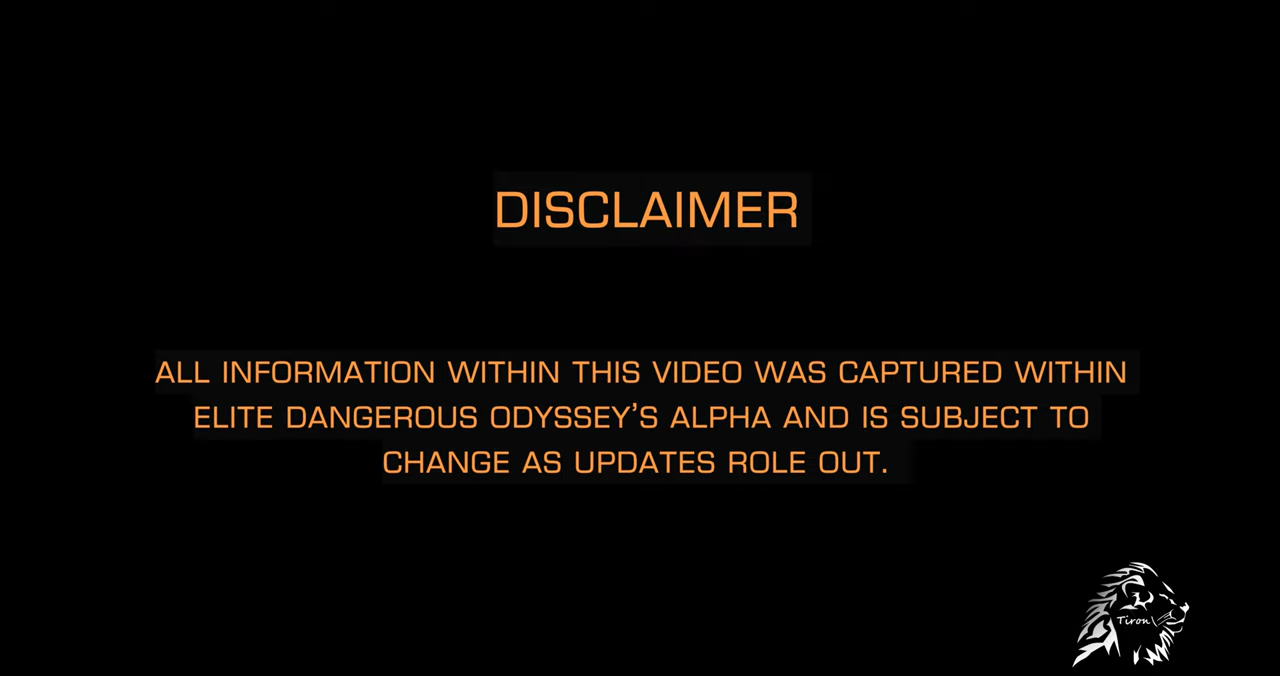 DISCLAIMER
ALL INFORMATION WITHIN THIS VIDEO WAS CAPTURED WITHIN
ELITE DANGEROUS ODYSSEY’S ALPHA AND IS SUBJECT TO
CHANGE AS UPDATES ROLE OUT.
Tiron